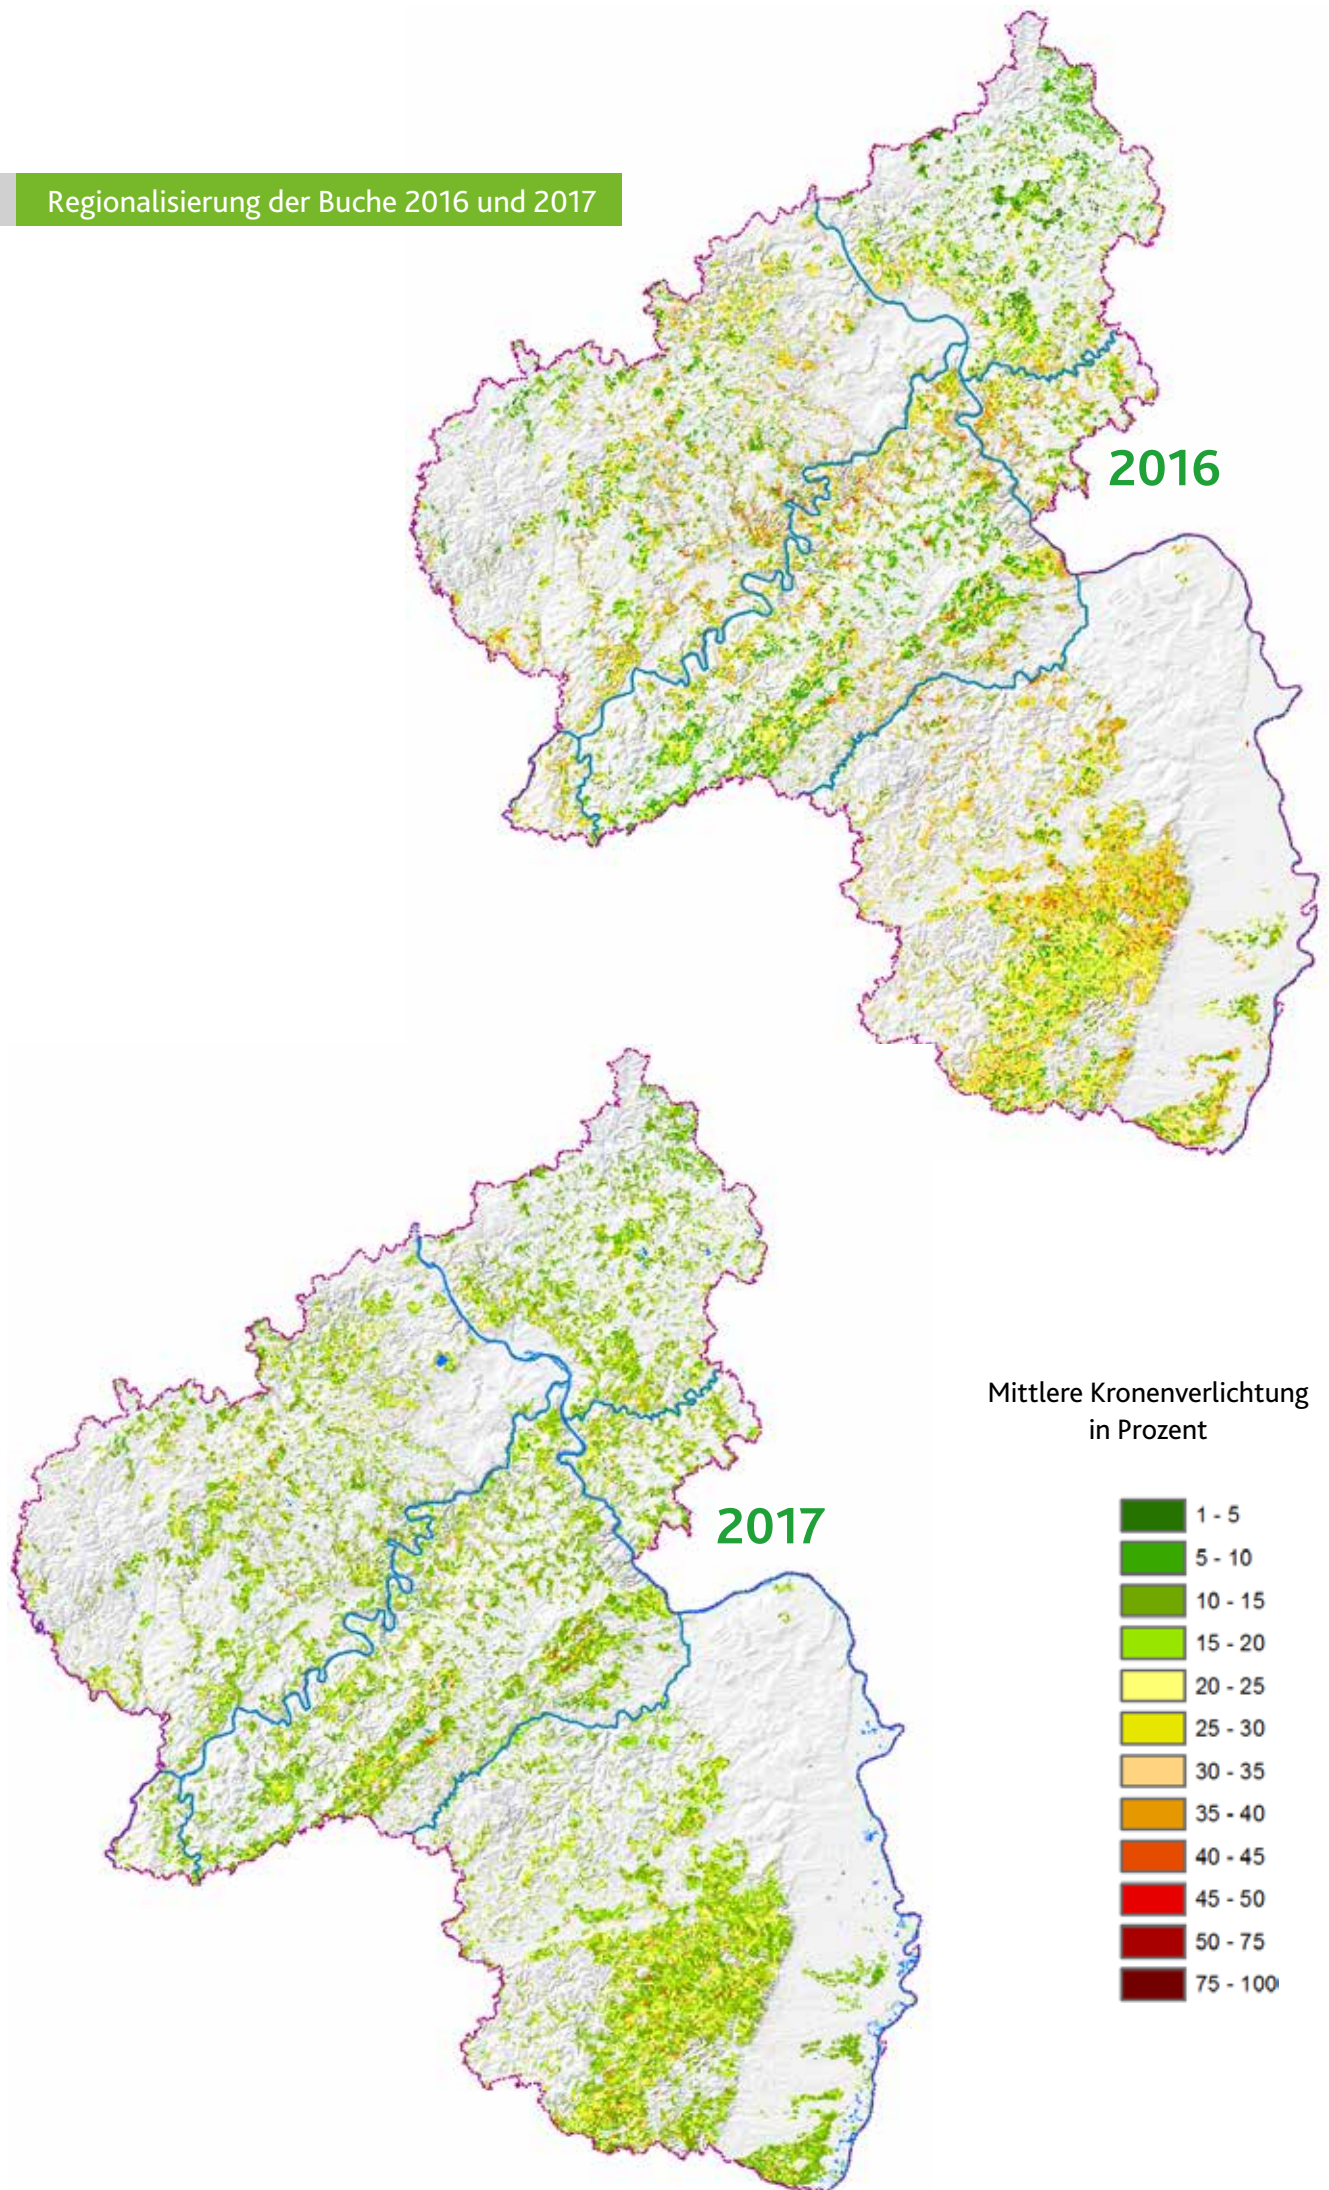 Regionalisierung der Buche 2016 und 2017
2016
2017
Mittlere Kronenverlichtung
in Prozent
1 - 5
5 - 10
10 - 15
15 - 20
20 - 25
25 - 30
30 - 35
35 - 40
40 - 45
45 - 50
50 - 75
75 - 100